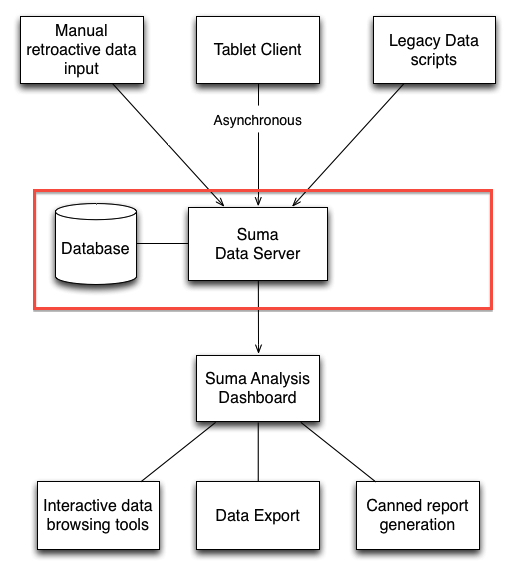 Manual
retroactive data
input
Tablet Client
Legacy Data
scripts
Asynchronous
Database
Suma
Data Server
Suma Analysis
Dashboard
Interactive data
browsing tools
Data Export
Canned report
generation